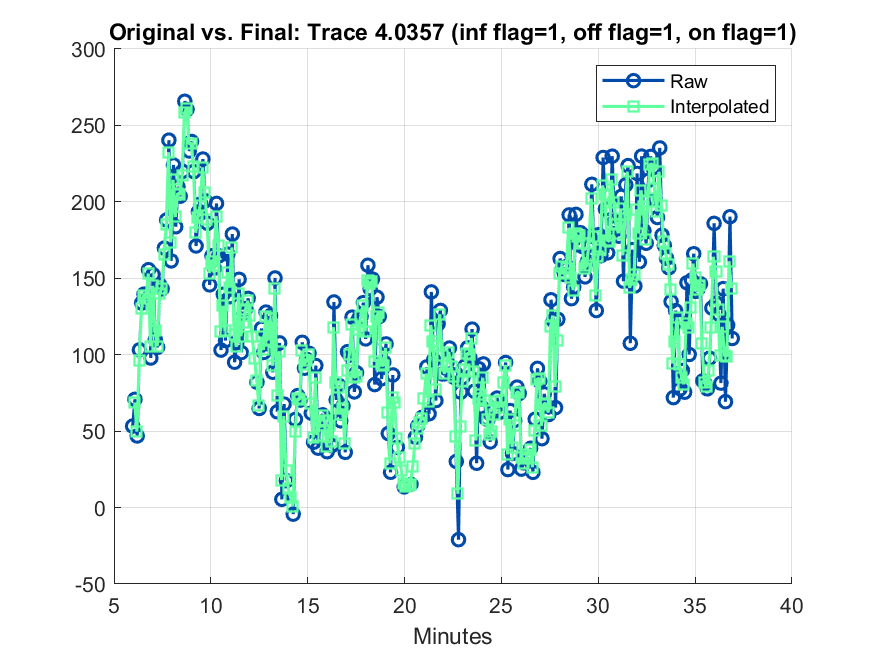 Original vs. Final: Trace 4.0357 (inf flag=1, off flag=1, on flag=1)
300
250
200
150
100
50
0
-50
Raw
Interpolated
5 10 15 20 25 30 35 40
Minutes